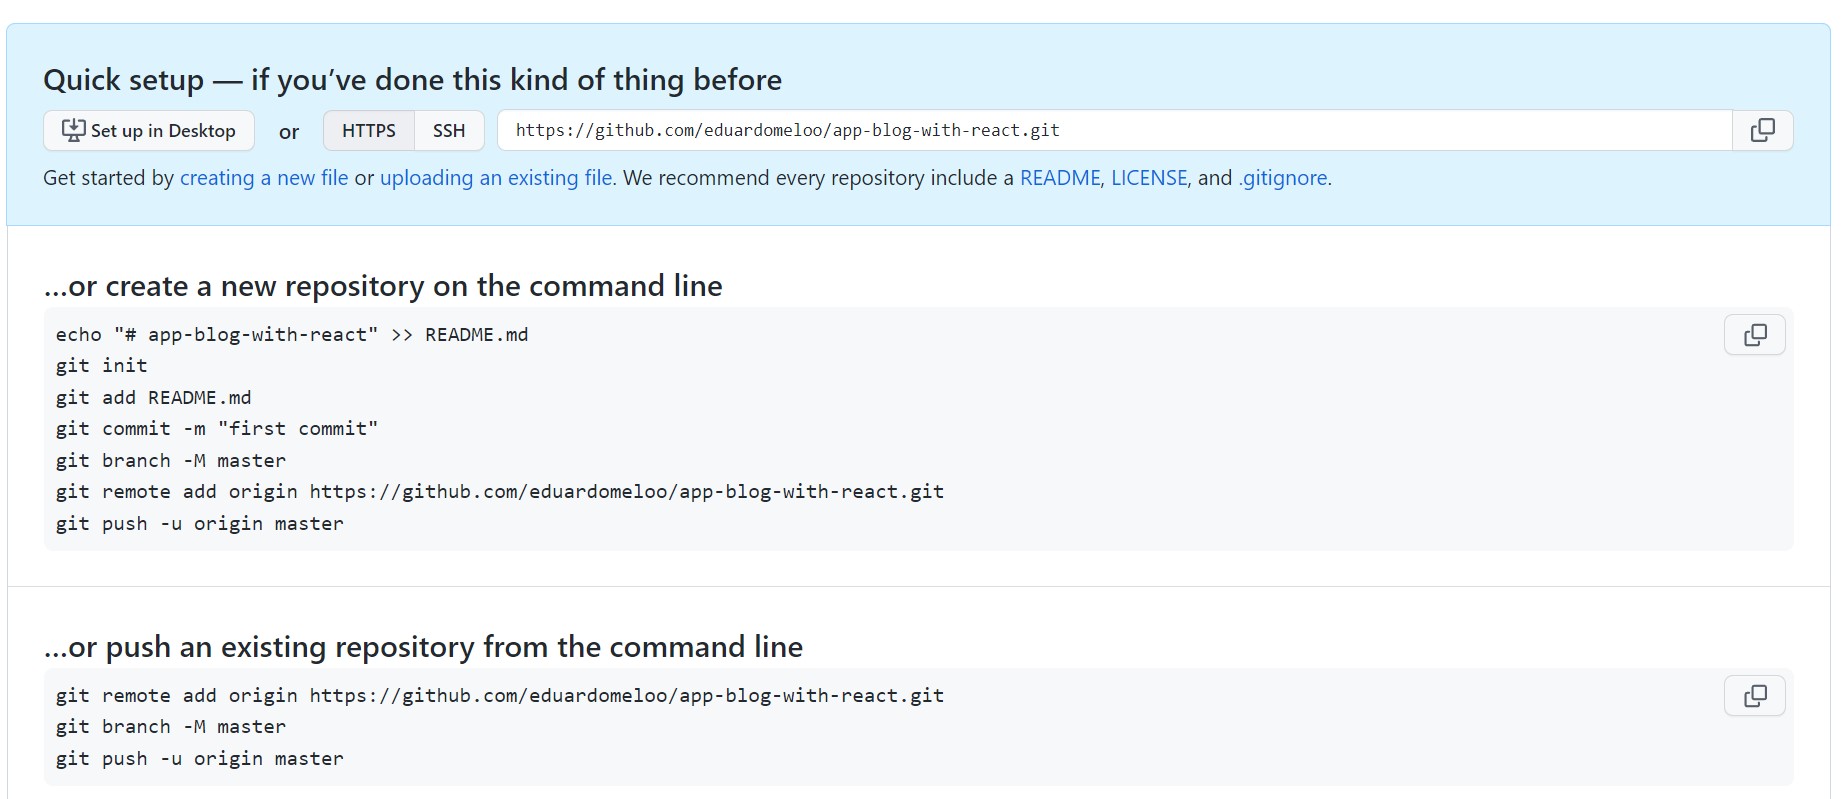 Quick setup — if you’ve done this kind of thing before
Set up in Desktop or HTTPS SSH https://github.com/eduardomeloo/app-blog-with-react.git
Get started by creating a new file or uploading an existing file. We recommend every repository include a README, LICENSE, and .gitignore.
…or create a new repository on the command line
echo "# app-blog-with-react" >> README.md
git init
git add README.md
git commit -m "first commit"
git branch -M master
git remote add origin https://github.com/eduardomeloo/app-blog-with-react.git
git push -u origin master
…or push an existing repository from the command line
git remote add origin https://github.com/eduardomeloo/app-blog-with-react.git
git branch -M master
git push -u origin master